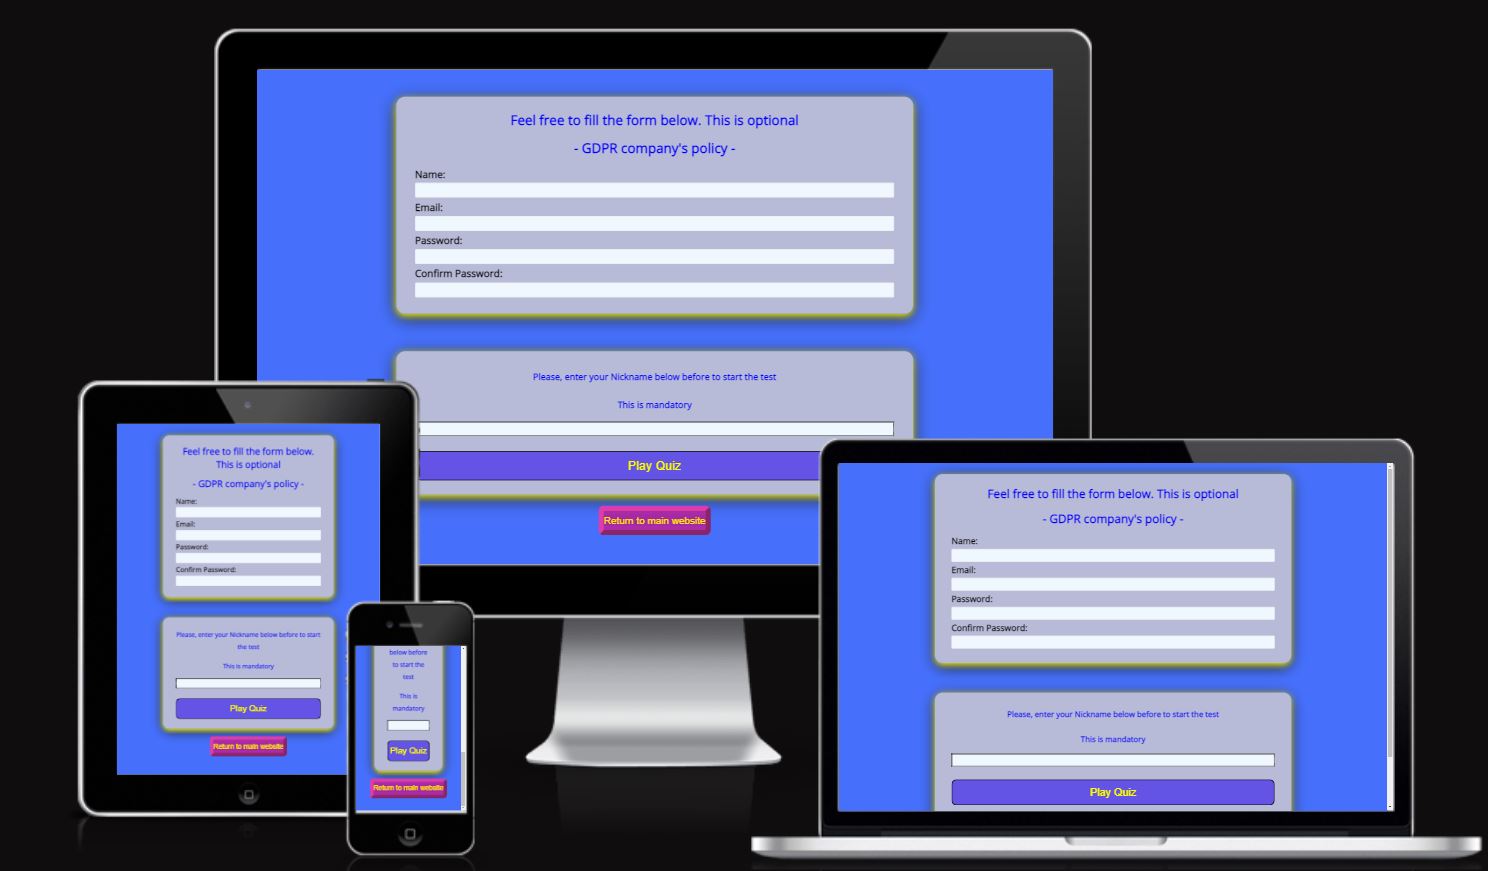 Feel free to fill the form below. This is optional
- GDPR company's policy -
Name:
Email:
Password:
Confirm Password:
Please, enter your Nickname below before to start the test
This is mandatory
Play Quiz
Return to main website
Feel free to fill the form below.
This is optional
- GDPR company's policy -
Name:
Email:
Password:
Confirm Password:
Please, enter your Nickname below before to start
the test
This is mandatory
Play Quiz
Return to main website
below before
to start the
test
This is
mandatory
Play Quiz
Return to main website
Feel free to fill the form below. This is optional
- GDPR company's policy -
Name:
Email:
Password:
Confirm Password:
Please, enter your Nickname below before to start the test
This is mandatory
Play Quiz